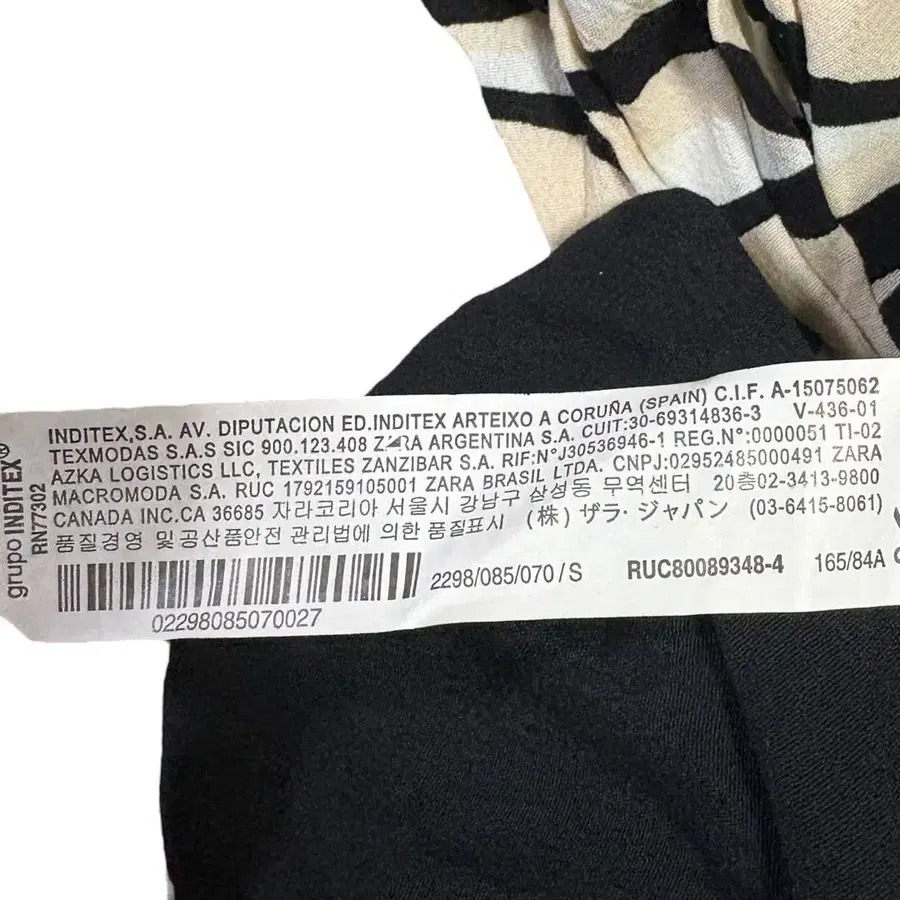 grupo INDITEX®
RN77302
INDITEX,S.A. AV. DIPUTACION ED.INDITEX ARTEIXO A CORUÑA (SPAIN) C.I.F. A-15075062
TEXMODAS S.A.S SIC 900.123.408 ZARA ARGENTINA S.A. CUIT:30-69314836-3 V-436-01
AZKA LOGISTICS LLC, TEXTILES ZANZIBAR S.A. RIF:N°J30536946-1 REG.N°:0000051 TI-02
MACROMODA S.A. RUC 1792159105001 ZARA BRASIL LTDA. CNPJ:02952485000491 ZARA
CANADA INC.CA 36685 자라코리아 서울시 강남구 삼성동 무역센터 20층02-3413-9800
품질경영 및공산품안전 관리법에 의한 품질표시 (株) ザラ・ジャパン (03-6415-8061)
2298/085/070/S RUC80089348-4 165/84A
02298085070027